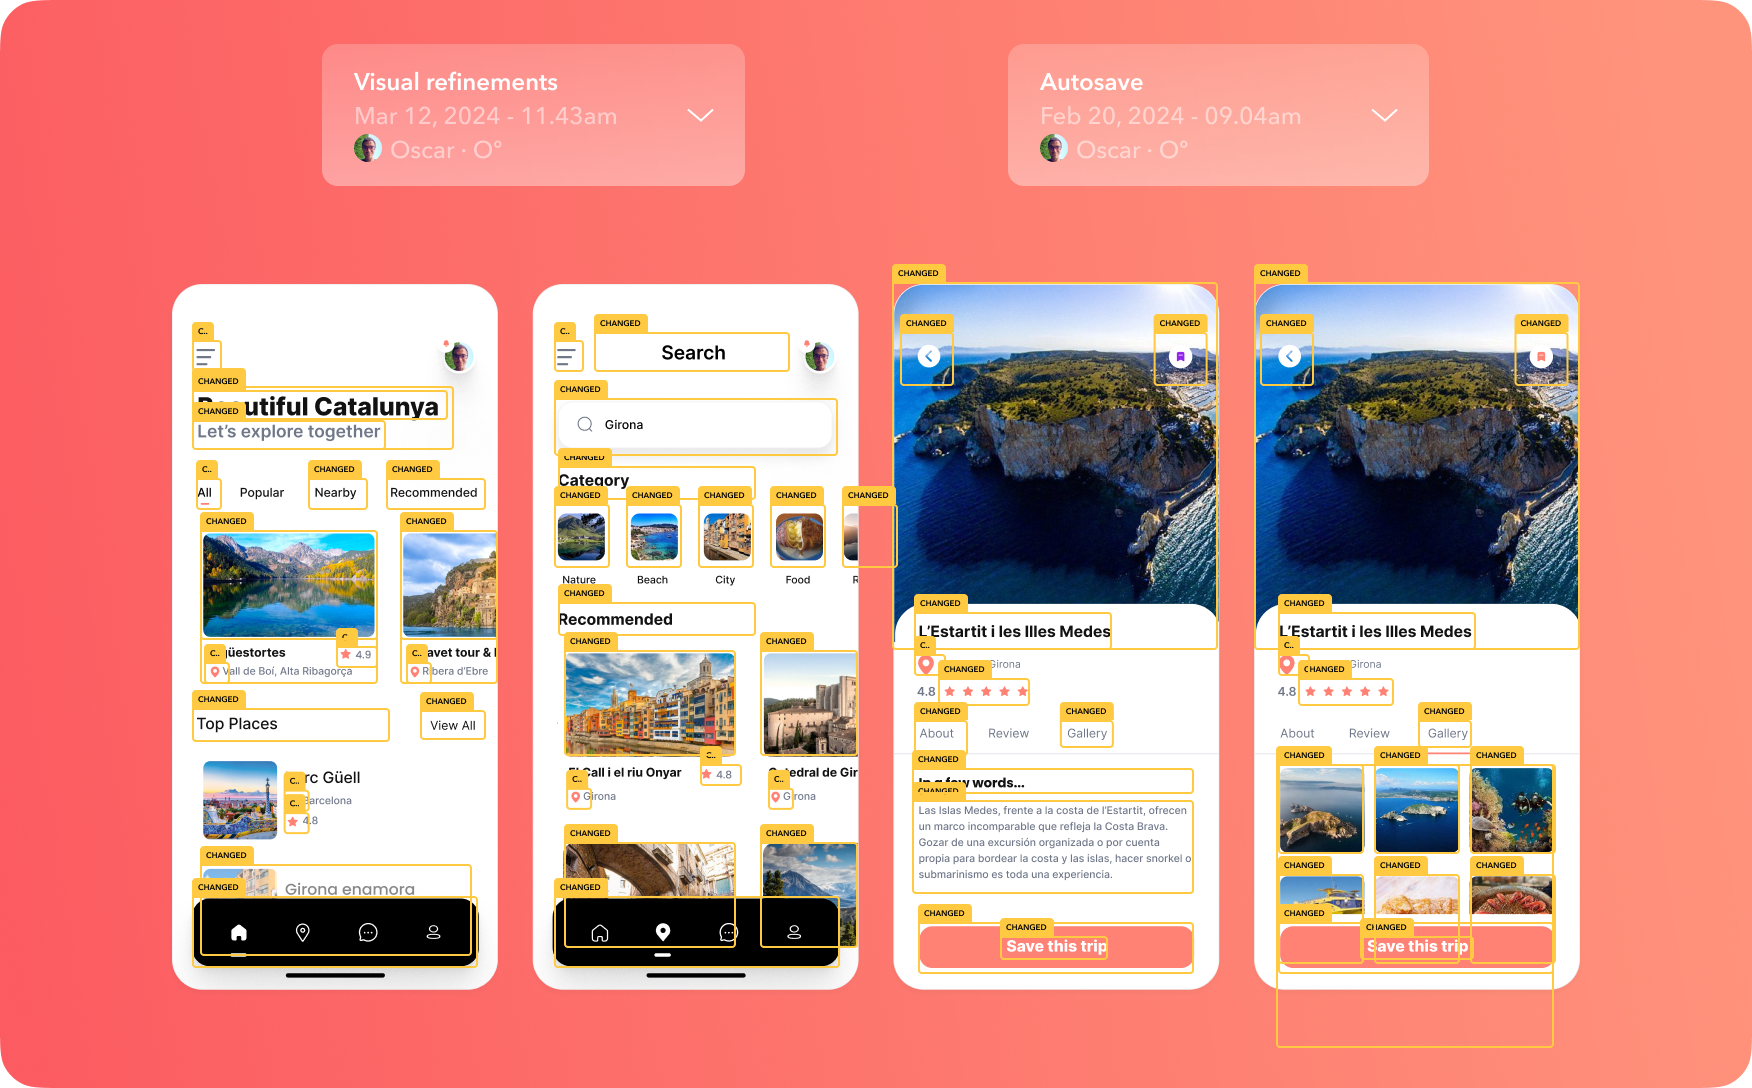 Visual refinements
Mar 12, 2024 - 11.43am
Oscar · O°
Autosave
Feb 20, 2024 - 09.04am
Oscar · O°
C..
CHANGED
utiful Catalunya
CHANGED
Let's explore together
C..
CHANGED
CHANGED
All
Popular
Nearby
Recommended
CHANGED
CHANGED
C..
C..
güestortes
4.9
Vall de Boí, Alta Ribagorça
C..
avet tour &
Ribera d'Ebre
CHANGED
CHANGED
Top Places
View All
C..
rc Güell
C..
Barcelona
4.8
CHANGED
Girona enamora
CHANGED
C..
CHANGED
Search
CHANGED
Girona
CHANGED
Category
CHANGED
CHANGED
CHANGED
CHANGED
CHANGED
Nature
Beach
City
Food
R
CHANGED
Recommended
CHANGED
CHANGED
C..
El Call i el riu Onyar
4.8
C..
Girona
C..
Catedral de Gir
Girona
CHANGED
CHANGED
CHANGED
CHANGED
CHANGED
CHANGED
CHANGED
L'Estartit i les Illes Medes
C..
Girona
CHANGED
4.8
CHANGED
CHANGED
About
Review
Gallery
CHANGED
In a few words...
CHANGED
Las Islas Medes, frente a la costa de l'Estartit, ofrecen
un marco incomparable que refleja la Costa Brava.
Gozar de una excursión organizada o por cuenta
propia para bordear la costa y las islas, hacer snorkel o
submarinismo es toda una experiencia.
CHANGED
CHANGED
Save this trip
CHANGED
CHANGED
CHANGED
CHANGED
L'Estartit i les Illes Medes
C..
Girona
CHANGED
4.8
CHANGED
About
Review
Gallery
CHANGED
CHANGED
CHANGED
CHANGED
CHANGED
CHANGED
CHANGED
CHANGED
Save this trip